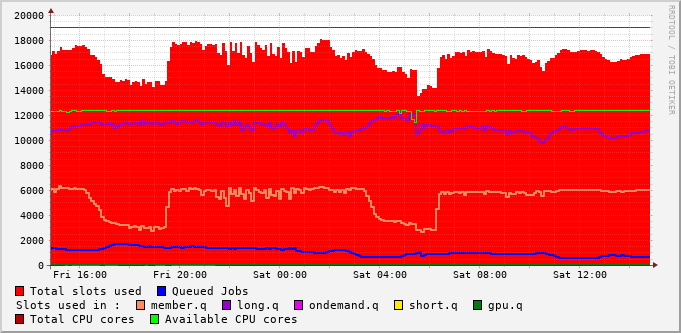 20000
18000
16000
14000
12000
10000
8000
6000
4000
2000
0
Fri 16:00 Fri 20:00 Sat 00:00 Sat 04:00 Sat 08:00 Sat 12:00
Total slots used Queued Jobs
Slots used in : member.q long.q ondemand.q short.q gpu.q
Total CPU cores Available CPU cores
RRDTOOL / TOBI OETIKER